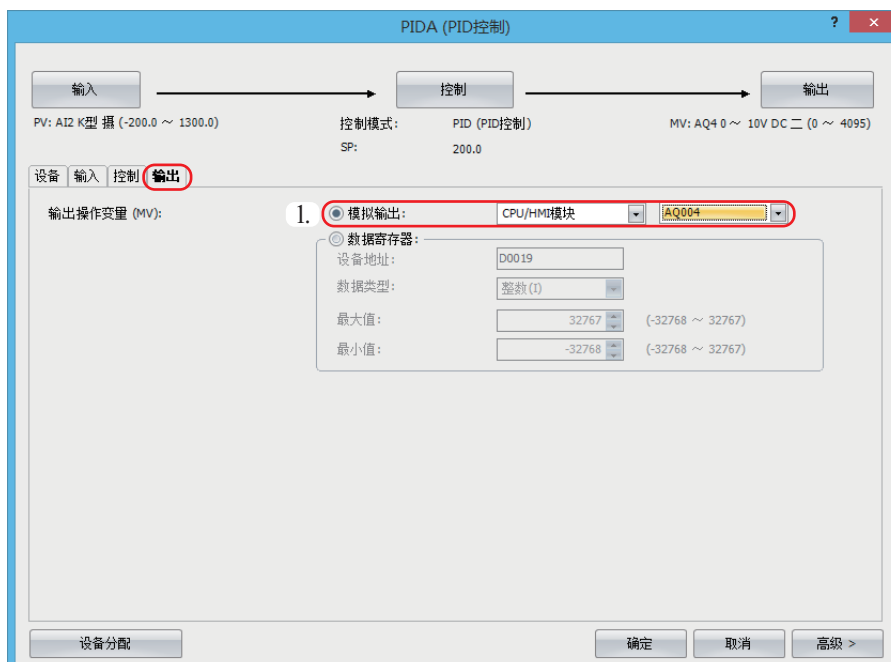 PIDA (PID控制)
? ×
输入 控制 输出
PV: AI2 K型 摄 (-200.0 ～ 1300.0) 控制模式: PID (PID控制) MV: AQ4 0 ～ 10V DC 二 (0 ～ 4095)
SP: 200.0
设备 输入 控制 输出
输出操作变量 (MV): 1. 模拟输出: CPU/HMI模块 AQ004
数据寄存器:
设备地址: D0019
数据类型: 整数(I)
最大值: 32767 (-32768 ～ 32767)
最小值: -32768 (-32768 ～ 32767)
设备分配 确定 取消 高级 >